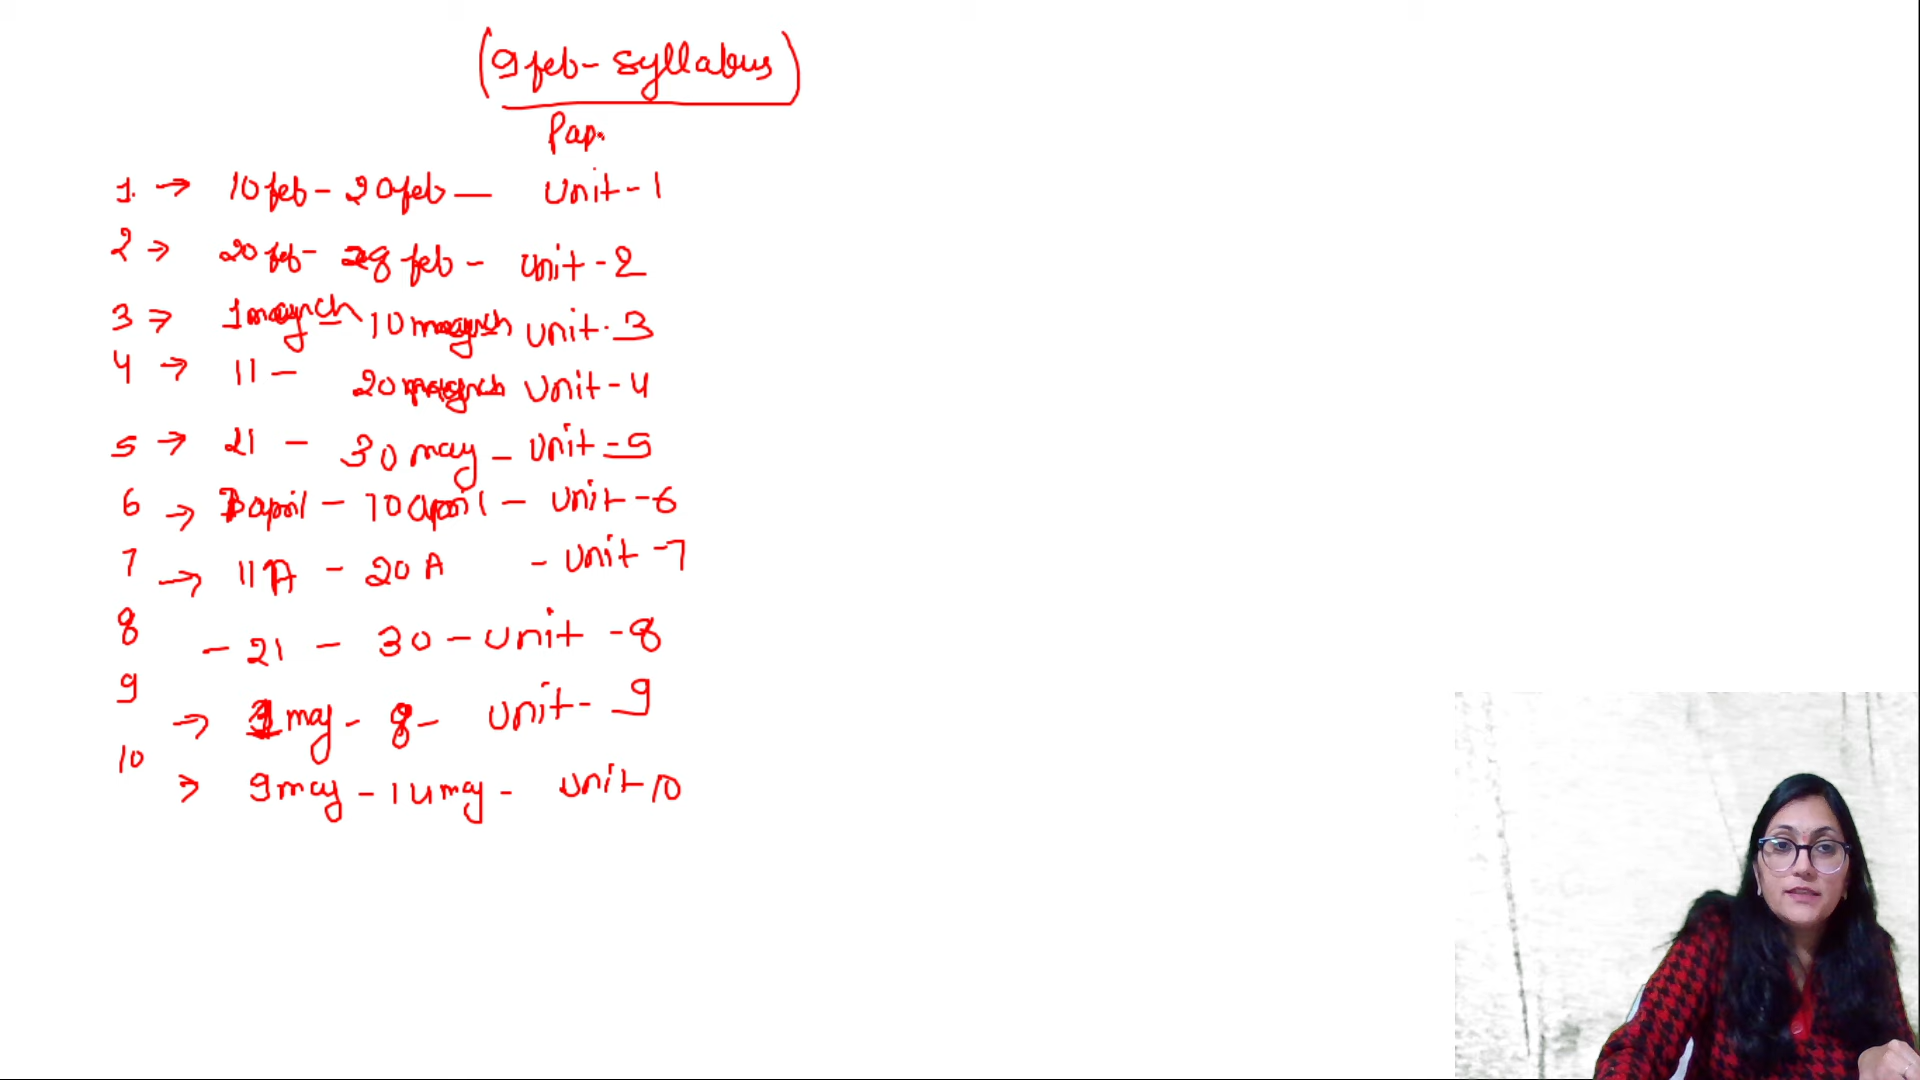 (9 feb - syllabus)
Pap.
1. → 10 feb - 20 feb - Unit - 1
2 → 20 feb - 28 feb - Unit - 2
3 → 1 march - 10 march Unit - 3
4 → 11 - 20 march Unit - 4
5 → 21 - 30 may - Unit - 5
6 → 1 april - 10 april - Unit - 6
7 → 11 A - 20 A - Unit - 7
8 - 21 - 30 - Unit - 8
9 → 1 may - 8 - Unit - 9
10 → 9 may - 14 may - Unit 10